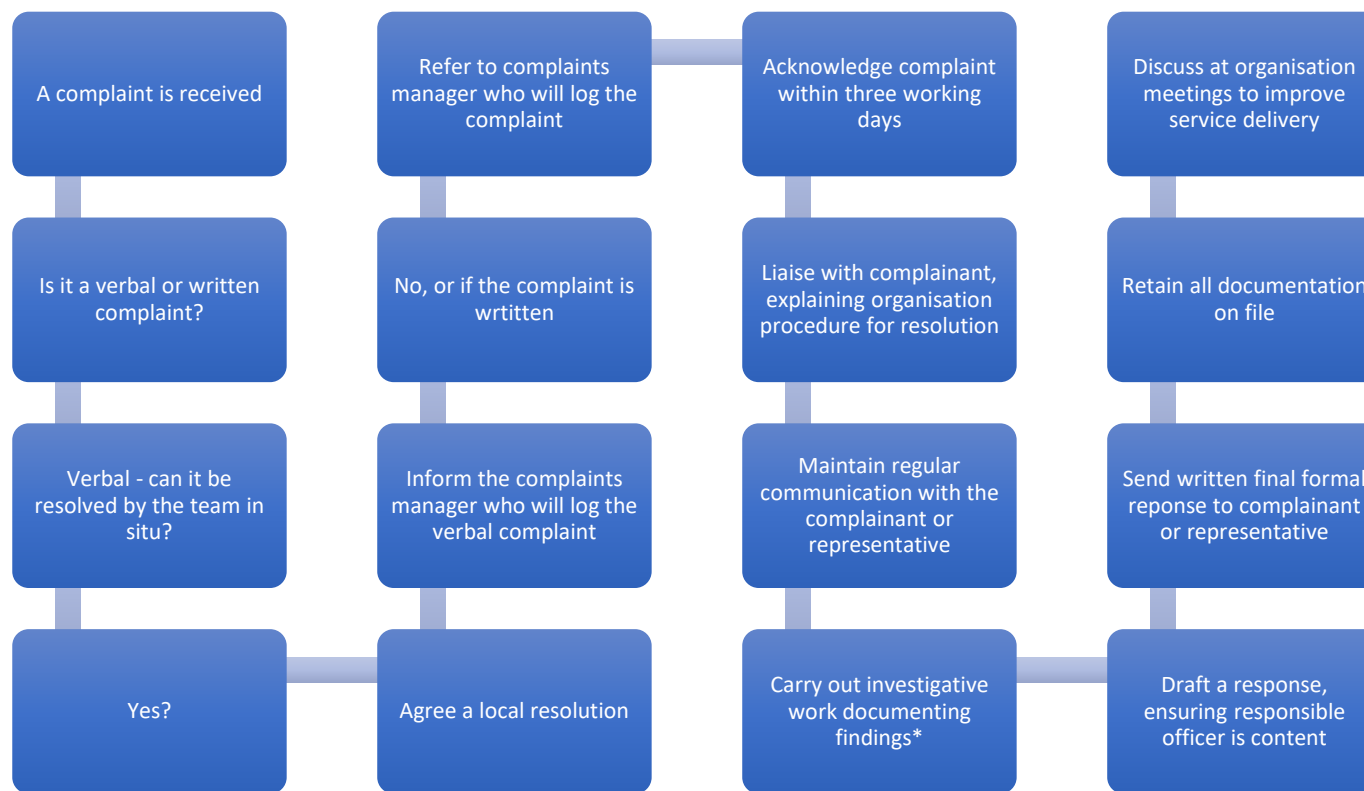 A complaint is received
Is it a verbal or written
complaint?
Verbal - can it be
resolved by the team in
situ?
Yes?
Agree a local resolution
Inform the complaints
manager who will log the
verbal complaint
No, or if the complaint is
wrtitten
Refer to complaints
manager who will log the
complaint
Acknowledge complaint
within three working
days
Liaise with complainant,
explaining organisation
procedure for resolution
Maintain regular
communication with the
complainant or
representative
Carry out investigative
work documenting
findings*
Draft a response,
ensuring responsible
officer is content
Send written final formal
reponse to complainant
or representative
Retain all documentation
on file
Discuss at organisation
meetings to improve
service delivery